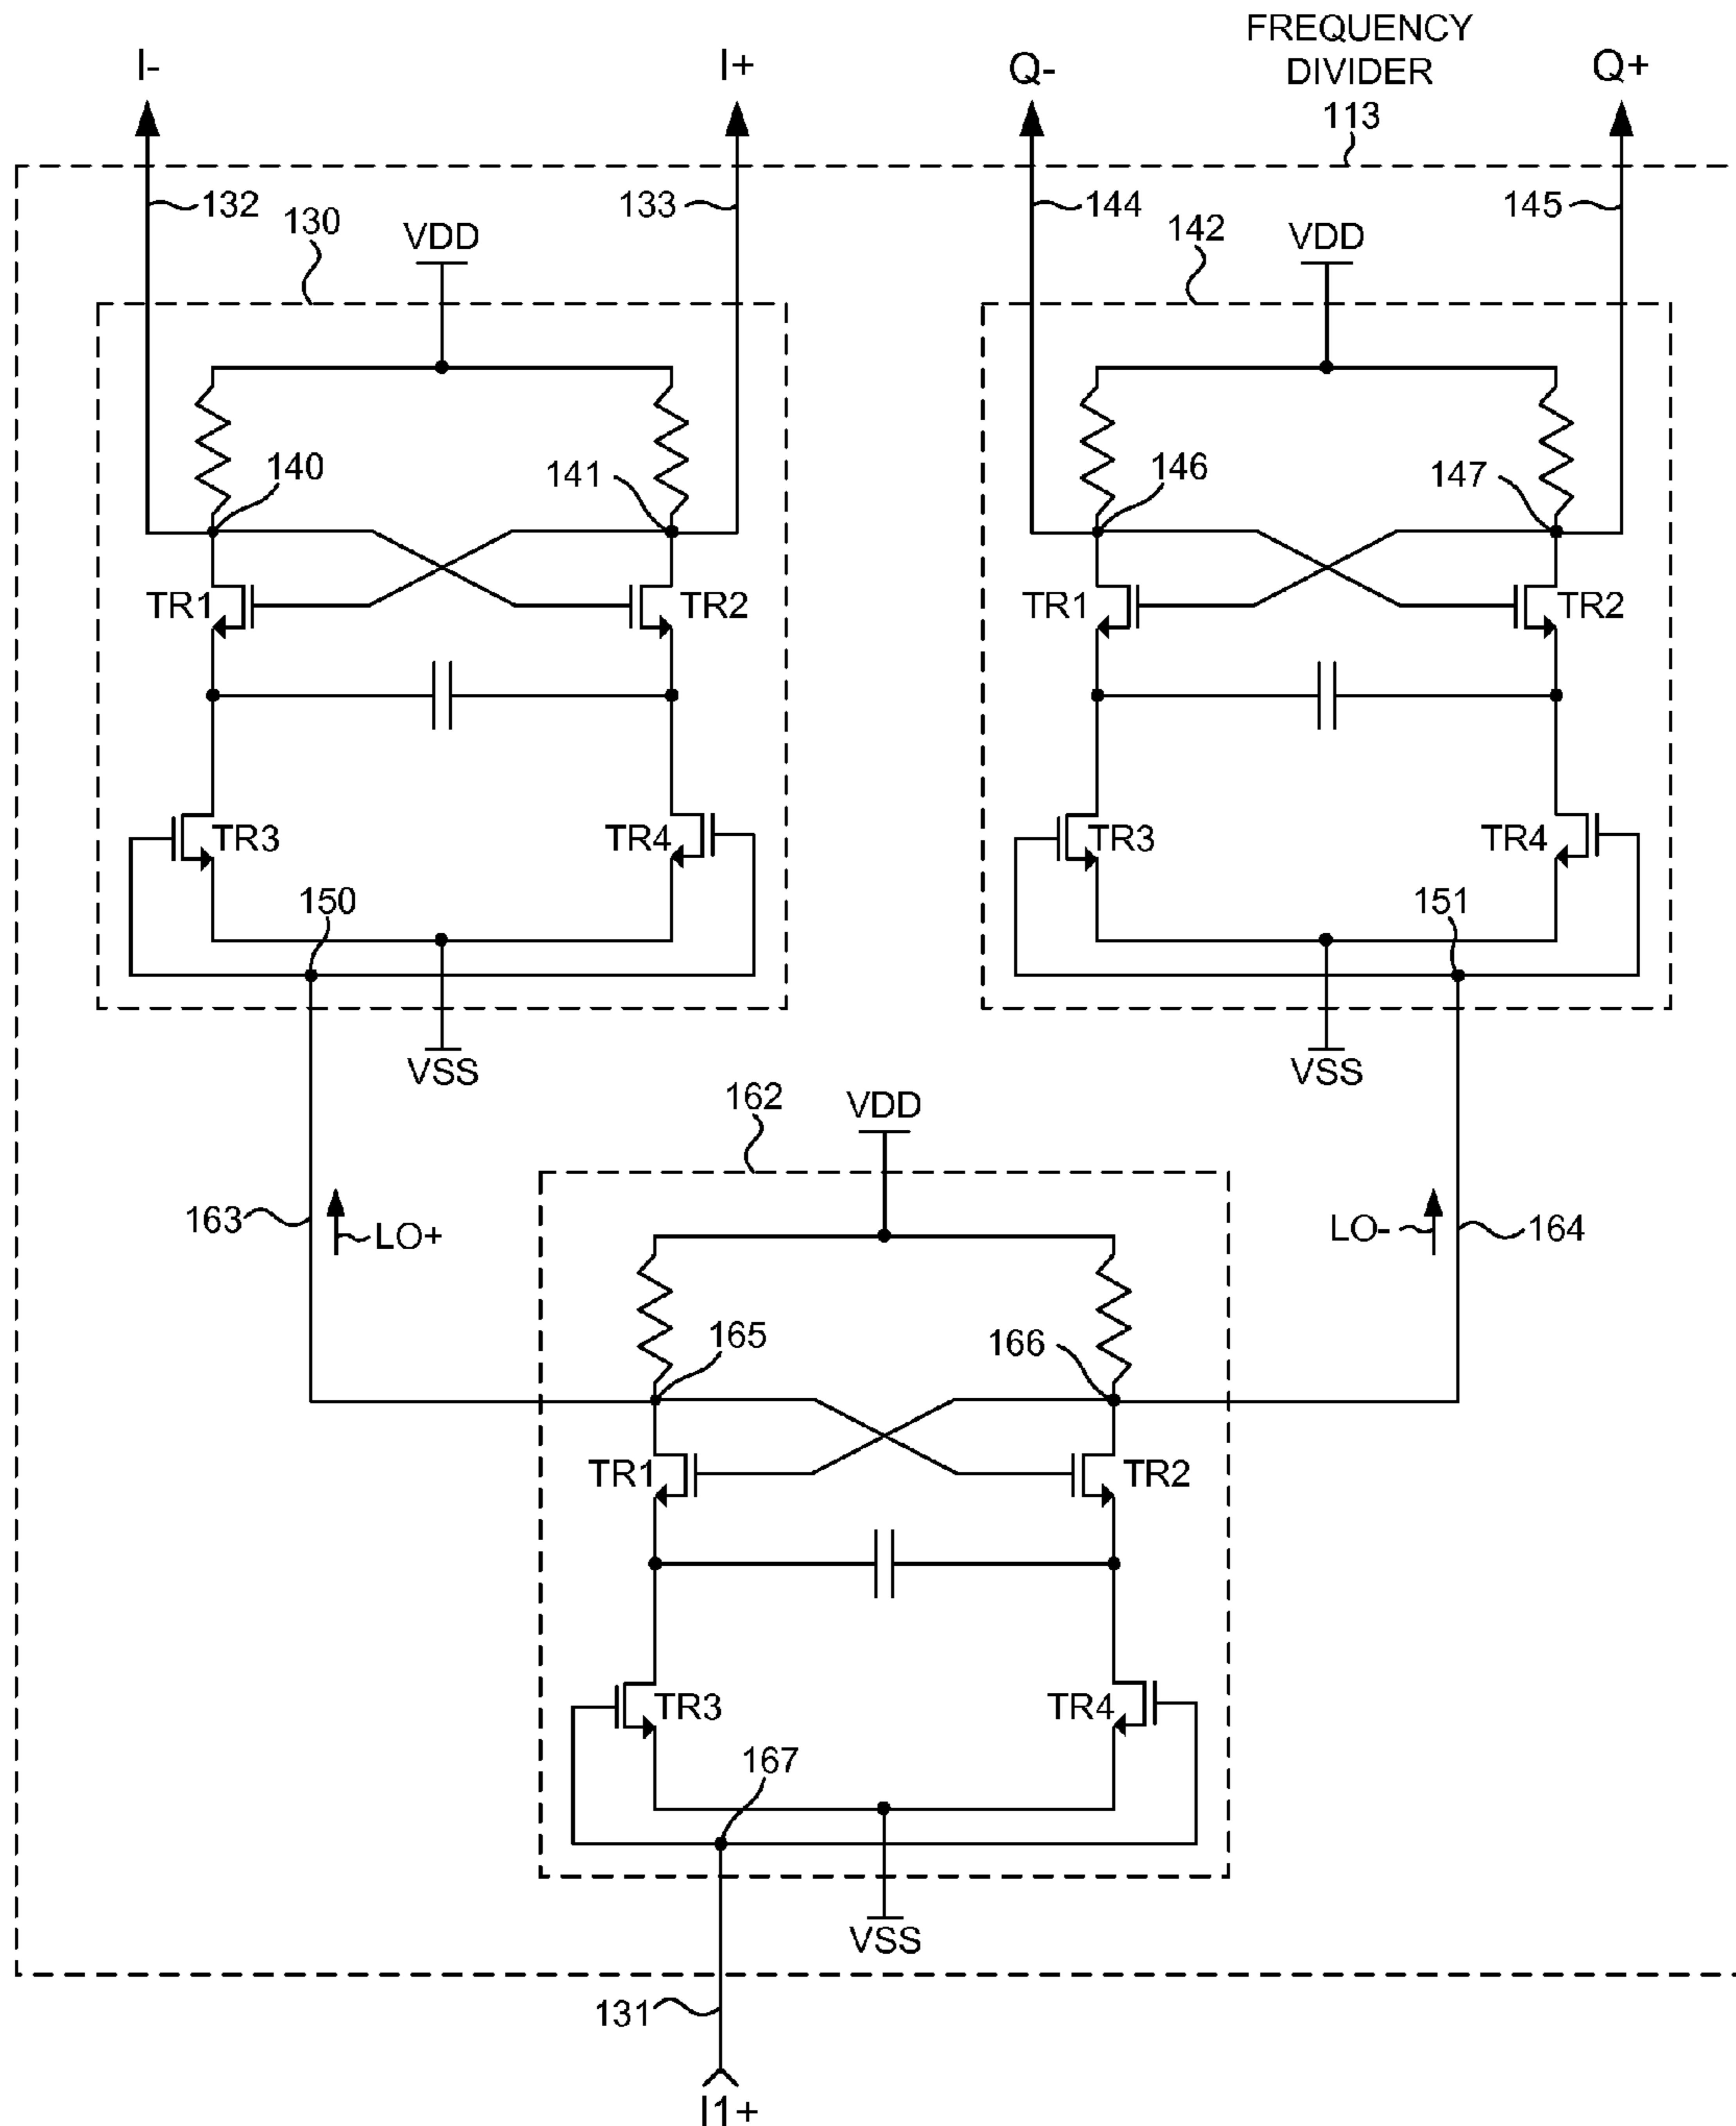 FREQUENCY
DIVIDER
113
I-
I+
Q-
Q+
132
130
133
144
142
145
VDD
VDD
140
141
146
147
TR1
TR2
TR1
TR2
TR3
TR4
TR3
TR4
150
151
VSS
VSS
162
VDD
163
LO+
LO-
164
165
166
TR1
TR2
TR3
TR4
167
VSS
131
I1+